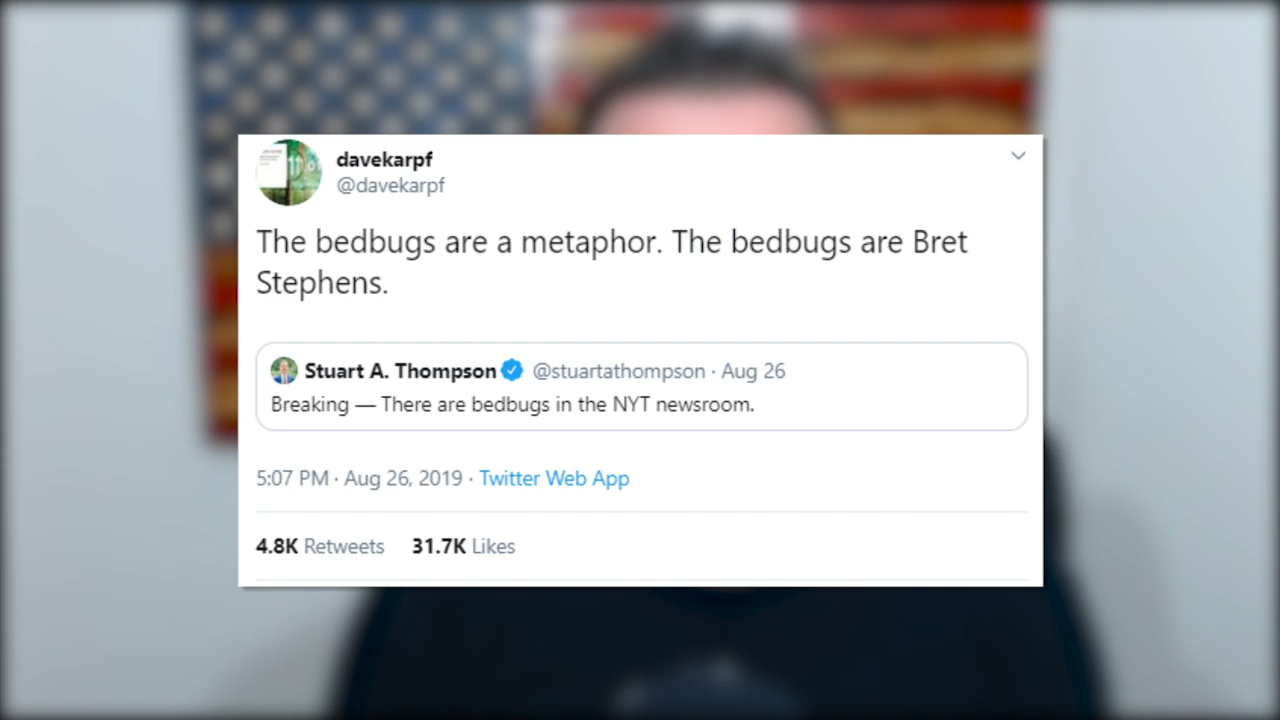 davekarpf
@davekarpf
The bedbugs are a metaphor. The bedbugs are Bret
Stephens.
Stuart A. Thompson @stuartathompson · Aug 26
Breaking — There are bedbugs in the NYT newsroom.
5:07 PM · Aug 26, 2019 · Twitter Web App
4.8K Retweets 31.7K Likes